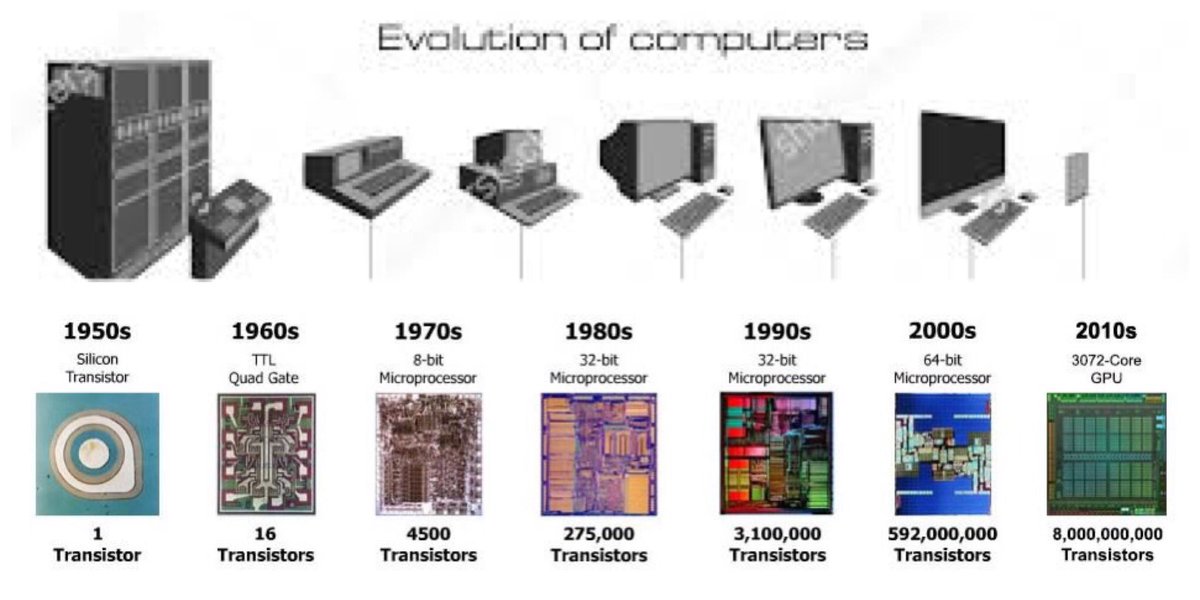 Evolution of computers
1950s
Silicon
Transistor
1
Transistor
1960s
TTL
Quad Gate
16
Transistors
1970s
8-bit
Microprocessor
4500
Transistors
1980s
32-bit
Microprocessor
275,000
Transistors
1990s
32-bit
Microprocessor
3,100,000
Transistors
2000s
64-bit
Microprocessor
592,000,000
Transistors
2010s
3072-Core
GPU
8,000,000,000
Transistors